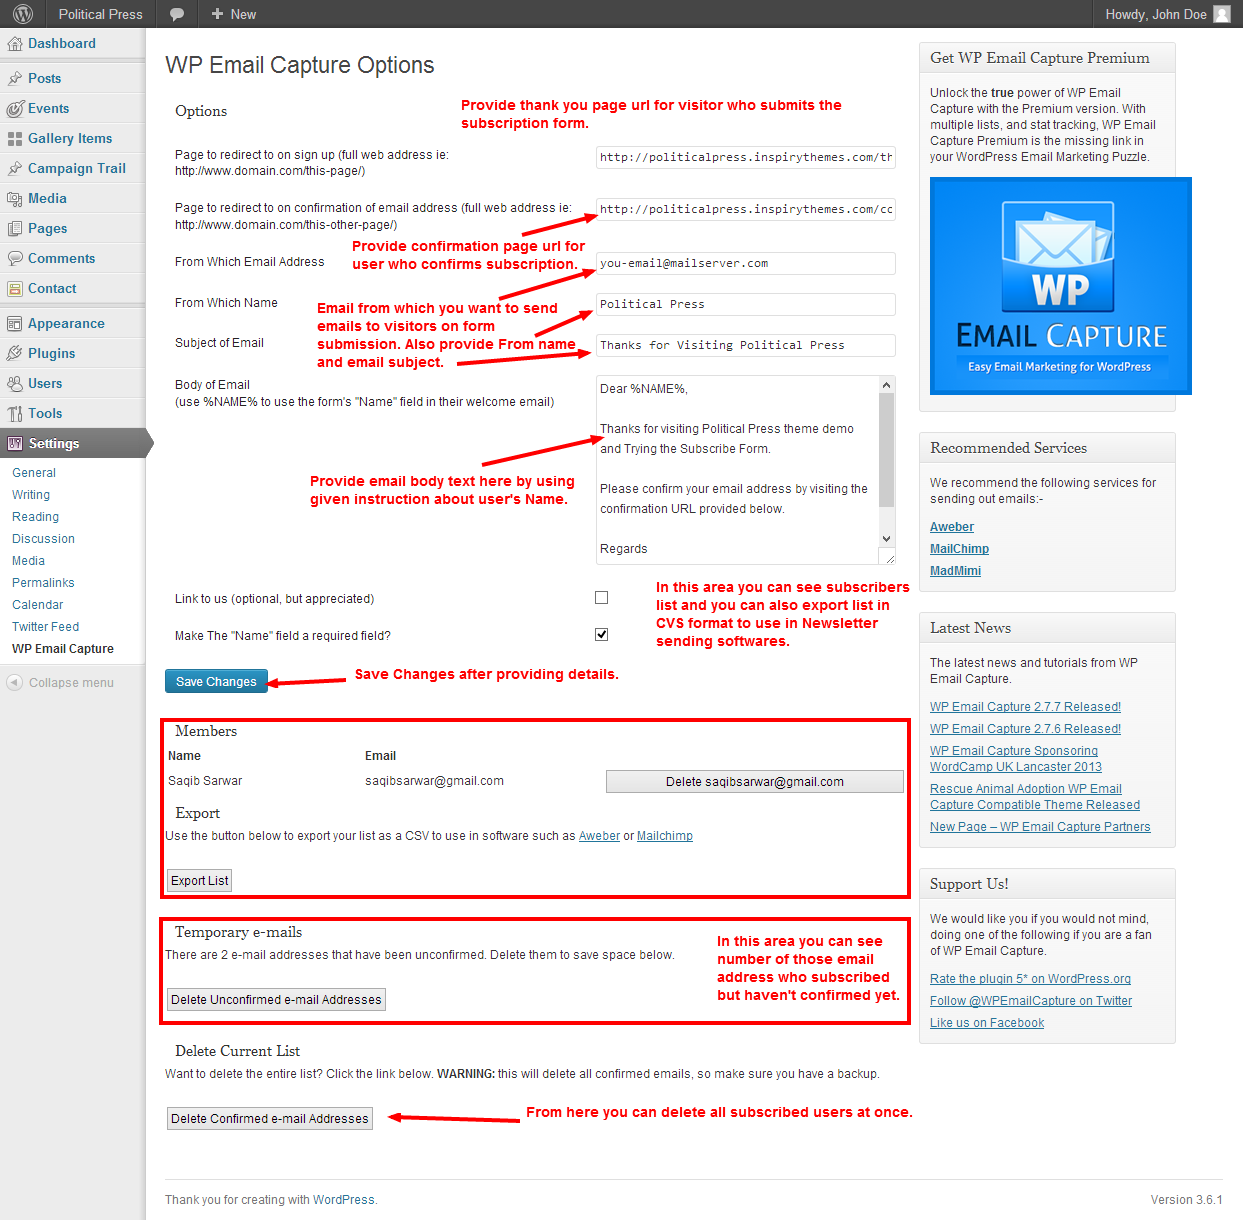 Political Press
New
Howdy, John Doe
Dashboard
Posts
Events
Gallery Items
Campaign Trail
Media
Pages
Comments
Contact
Appearance
Plugins
Users
Tools
Settings
General
Writing
Reading
Discussion
Media
Permalinks
Calendar
Twitter Feed
WP Email Capture
Collapse menu
WP Email Capture Options
Options
Provide thank you page url for visitor who submits the
subscription form.
Page to redirect to on sign up (full web address ie:
http://www.domain.com/this-page/)
http://politicalpress.inspirythemes.com/th
Page to redirect to on confirmation of email address (full web address ie:
http://www.domain.com/this-other-page/)
http://politicalpress.inspirythemes.com/cc
Provide confirmation page url for
user who confirms subscription.
From Which Email Address
you-email@mailserver.com
From Which Name
Political Press
Email from which you want to send
emails to visitors on form
submission. Also provide From name
and email subject.
Subject of Email
Thanks for Visiting Political Press
Body of Email
(use %NAME% to use the form's "Name" field in their welcome email)
Dear %NAME%,
Thanks for visiting Political Press theme demo
and Trying the Subscribe Form.
Please confirm your email address by visiting the
confirmation URL provided below.
Regards
Provide email body text here by using
given instruction about user's Name.
Link to us (optional, but appreciated)
Make The "Name" field a required field?
In this area you can see subscribers
list and you can also export list in
CVS format to use in Newsletter
sending softwares.
Save Changes
Save Changes after providing details.
Members
Name Email
Saqib Sarwar saqibsarwar@gmail.com Delete saqibsarwar@gmail.com
Export
Use the button below to export your list as a CSV to use in software such as Aweber or Mailchimp
Export List
Temporary e-mails
There are 2 e-mail addresses that have been unconfirmed. Delete them to save space below.
Delete Unconfirmed e-mail Addresses
In this area you can see
number of those email
address who subscribed
but haven't confirmed yet.
Delete Current List
Want to delete the entire list? Click the link below. WARNING: this will delete all confirmed emails, so make sure you have a backup.
Delete Confirmed e-mail Addresses
From here you can delete all subscribed users at once.
Get WP Email Capture Premium
Unlock the true power of WP Email
Capture with the Premium version. With
multiple lists, and stat tracking, WP Email
Capture Premium is the missing link in
your WordPress Email Marketing Puzzle.
WP
EMAIL CAPTURE
Easy Email Marketing for WordPress
Recommended Services
We recommend the following services for
sending out emails:-
Aweber
MailChimp
MadMimi
Latest News
The latest news and tutorials from WP
Email Capture.
WP Email Capture 2.7.7 Released!
WP Email Capture 2.7.6 Released!
WP Email Capture Sponsoring
WordCamp UK Lancaster 2013
Rescue Animal Adoption WP Email
Capture Compatible Theme Released
New Page – WP Email Capture Partners
Support Us!
We would like you if you would not mind,
doing one of the following if you are a fan
of WP Email Capture.
Rate the plugin 5* on WordPress.org
Follow @WPEmailCapture on Twitter
Like us on Facebook
Thank you for creating with WordPress.
Version 3.6.1